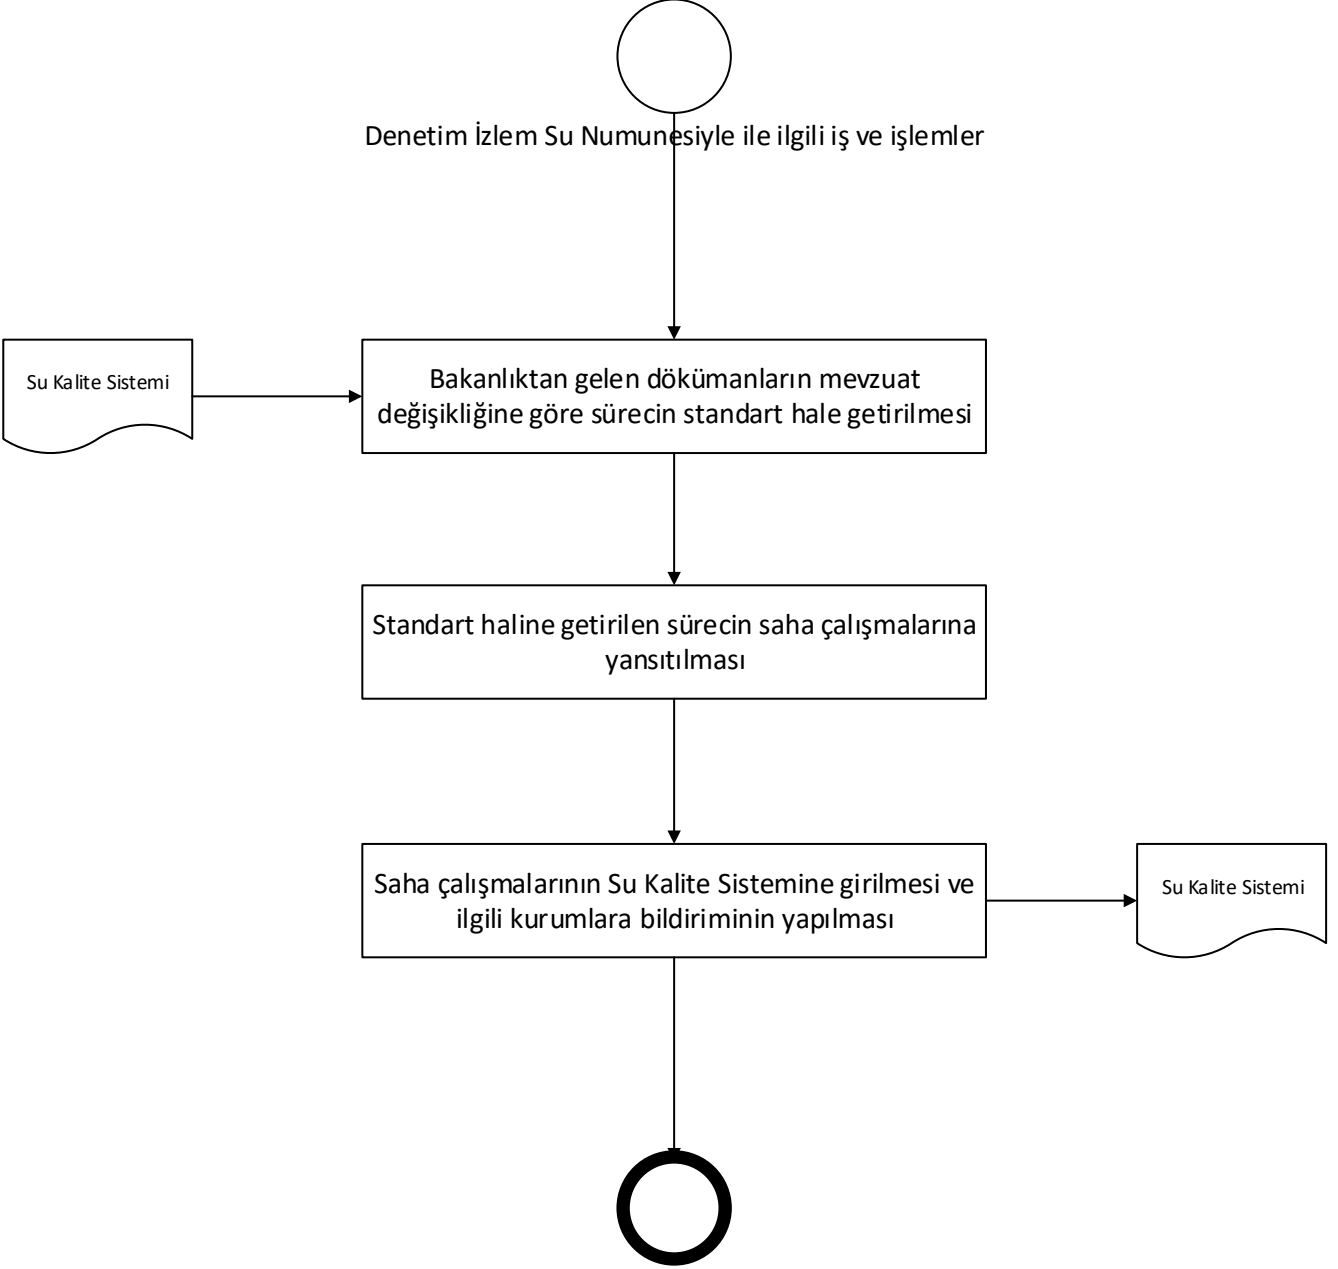 Denetim İzlem Su Numunesiyle ile ilgili iş ve işlemler
Su Kalite Sistemi
Bakanlıktan gelen dökümanların mevzuat
değişikliğine göre sürecin standart hale getirilmesi
Standart haline getirilen sürecin saha çalışmalarına
yansıtılması
Saha çalışmalarının Su Kalite Sistemine girilmesi ve
ilgili kurumlara bildiriminin yapılması
Su Kalite Sistemi